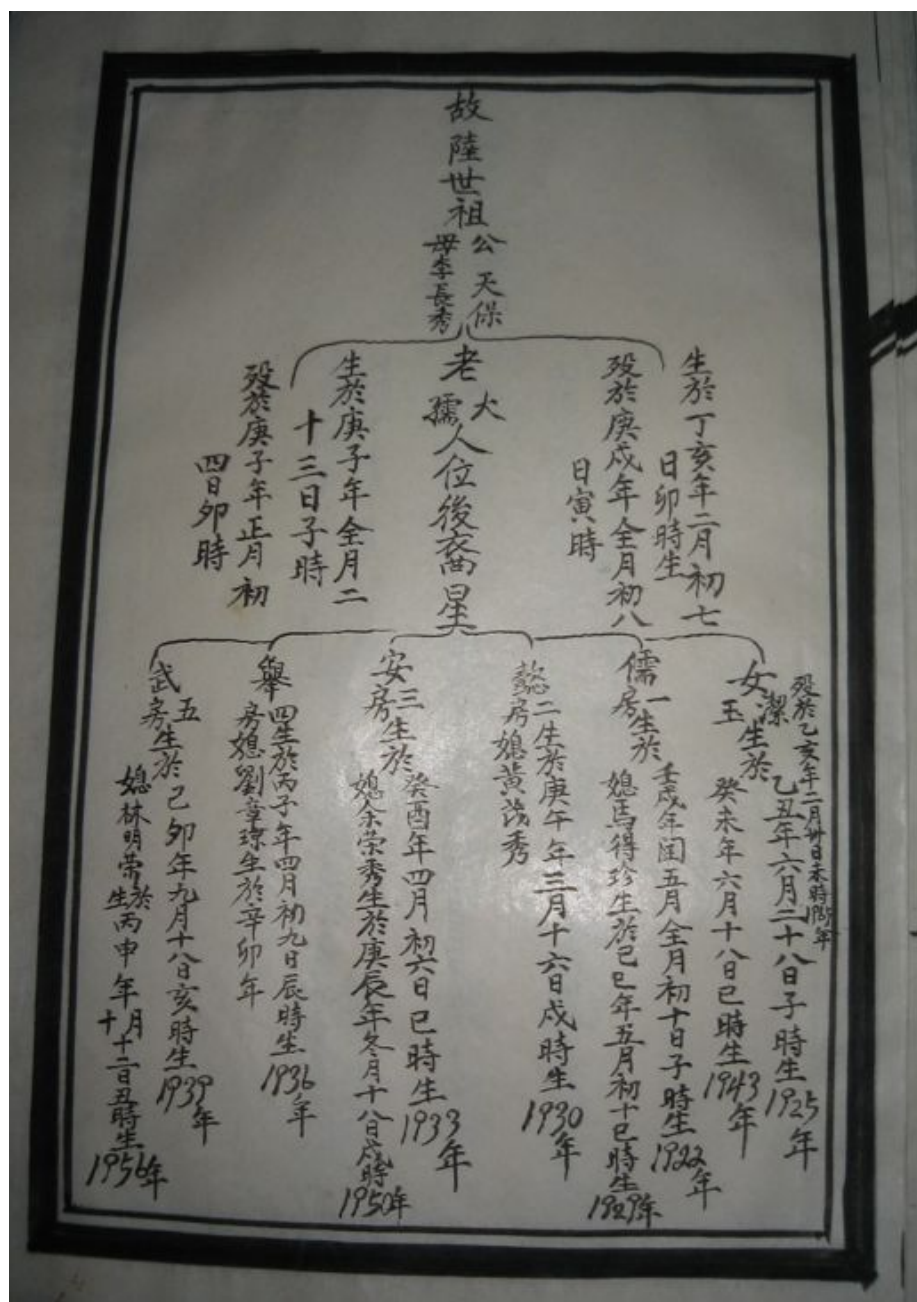 故陸世祖
公天保
母李長秀
老
大
孺
人位後裔星
生於丁亥年二月初七
日卯時生
歿於庚戌年全月初八
日寅時
生於庚子年全月二
十三日子時
歿於庚子年正月初
四日卯時
女
潔
玉
生於
乙丑年六月二十八日子時生1925年
歿於乙亥年二月廿日未時
癸未年六月十八日巳時生1943年
儒一房生於
壬戌年閏五月全月初十日子時生1922年
媳馬得珍生於己巳年五月初十巳時生1929年
懿二房
生於庚午年三月十六日戌時生1930年
媳黃
秀
安三房生於
癸酉年四月初六日巳時生1933年
媳余荣秀生於庚辰年冬月十八日戌時1950年
舉四房
生於丙子年四月初九日辰時生1936年
媳劉章琼生於辛卯年
武五房生於
己卯年九月十八日亥時生1939年
媳林明荣生於丙申年十月十二日丑時生1956年